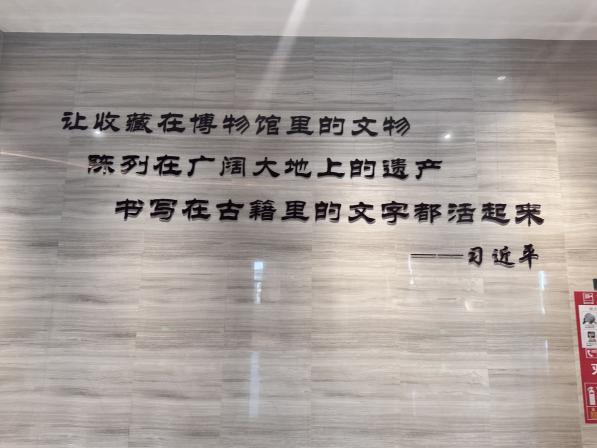 让收藏在博物馆里的文物
陈列在广阔大地上的遗产
书写在古籍里的文字都活起来
——习近平